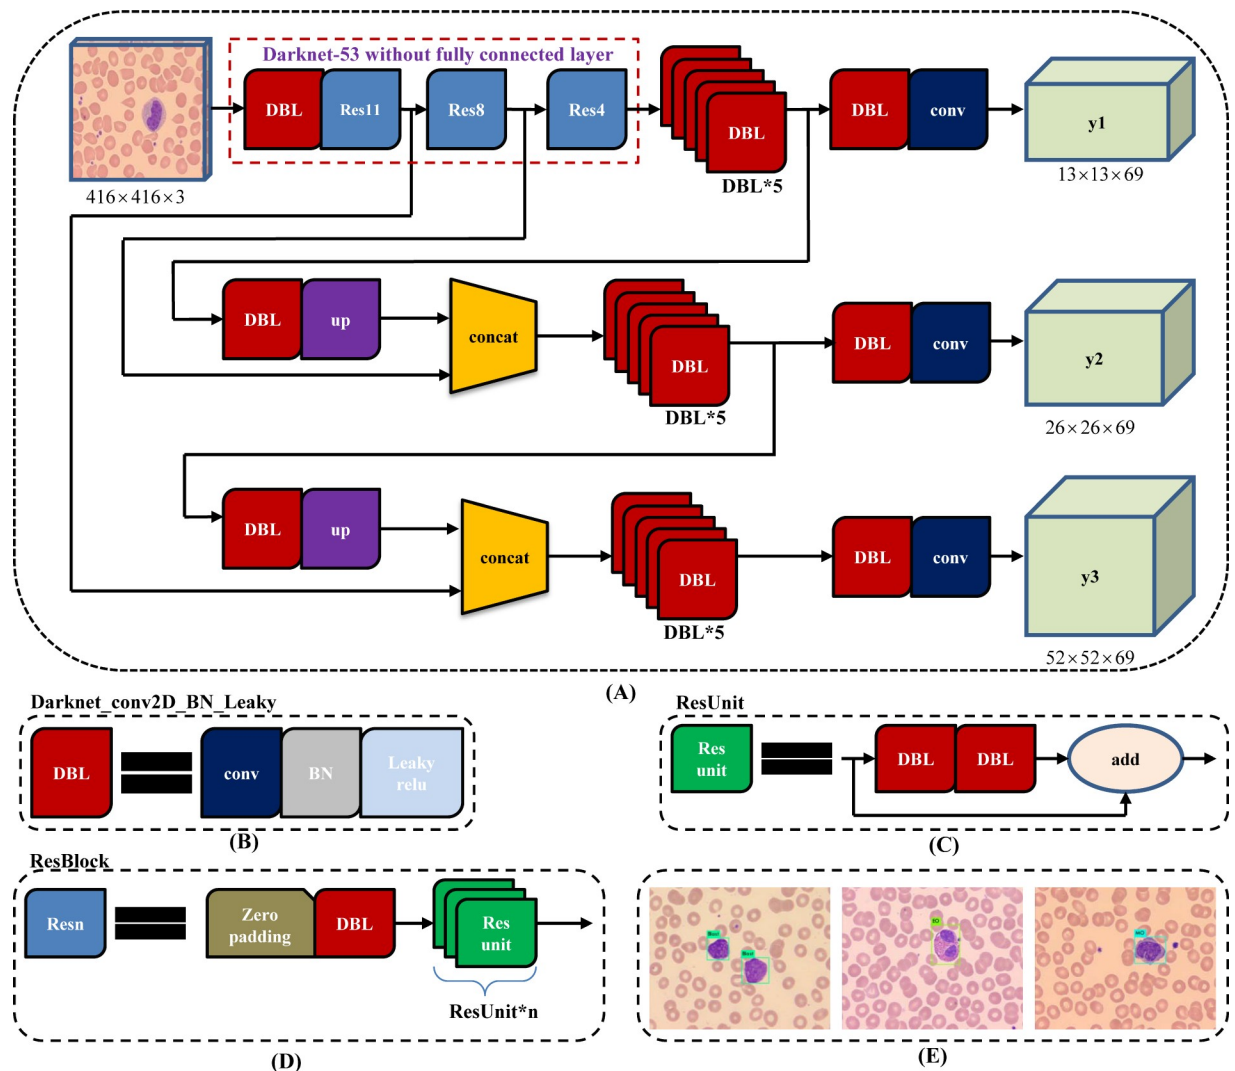 Darknet-53 without fully connected layer
DBL
Res11
Res8
Res4
DBL
DBL*5
DBL
conv
y1
416×416×3
13×13×69
DBL
up
concat
DBL
DBL*5
DBL
conv
y2
26×26×69
DBL
up
concat
DBL
DBL*5
DBL
conv
y3
52×52×69
(A)
Darknet_conv2D_BN_Leaky
DBL
conv
BN
Leaky
relu
(B)
ResUnit
Res
unit
DBL
DBL
add
(C)
ResBlock
Resn
Zero
padding
DBL
Res
unit
ResUnit*n
(D)
(E)